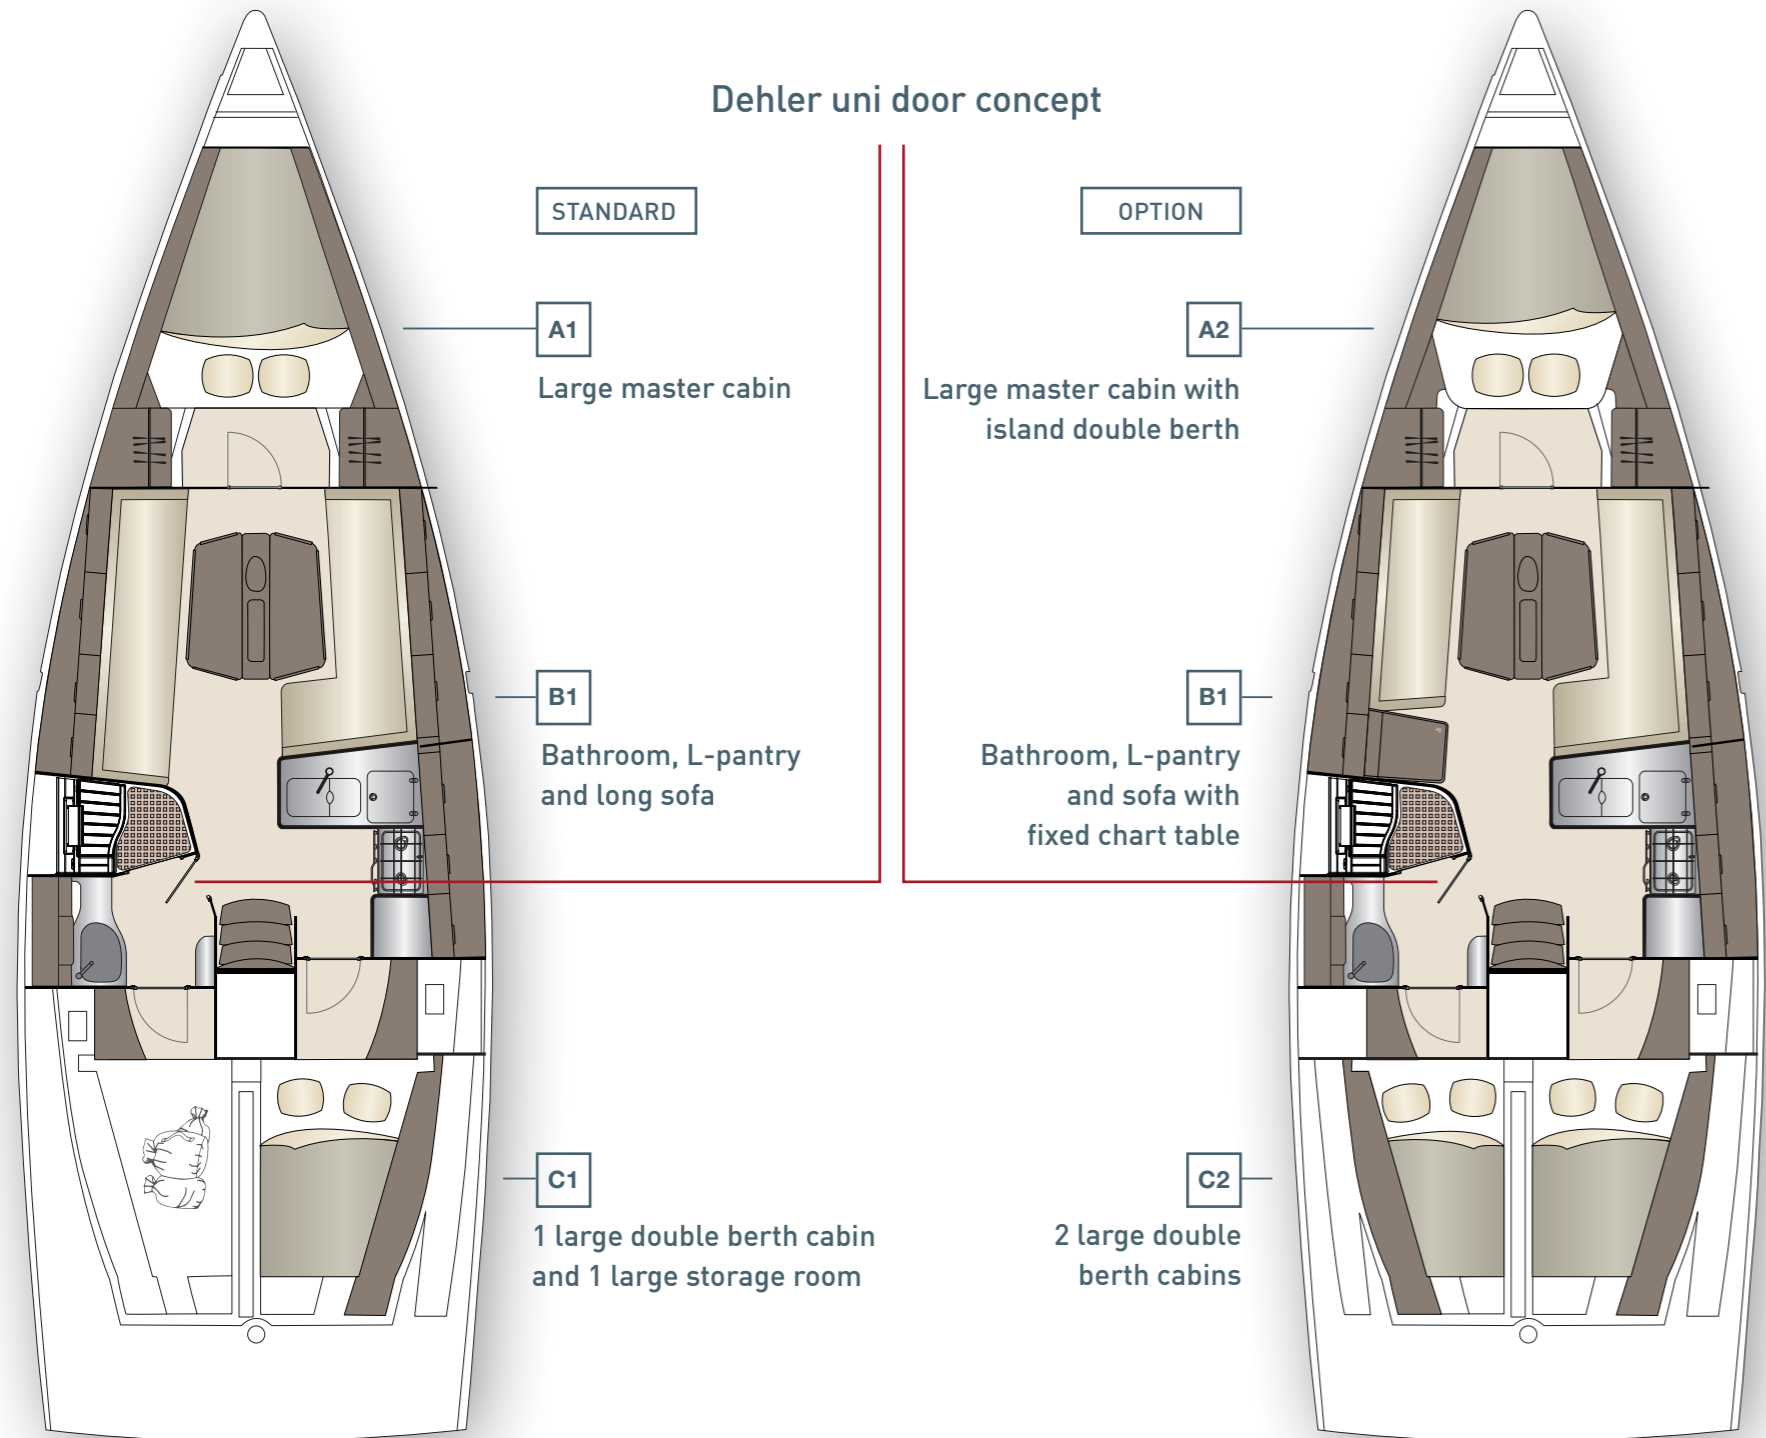 Dehler uni door concept
STANDARD
A1
Large master cabin
B1
Bathroom, L-pantry
and long sofa
C1
1 large double berth cabin
and 1 large storage room
OPTION
A2
Large master cabin with
island double berth
B1
Bathroom, L-pantry
and sofa with
fixed chart table
C2
2 large double
berth cabins